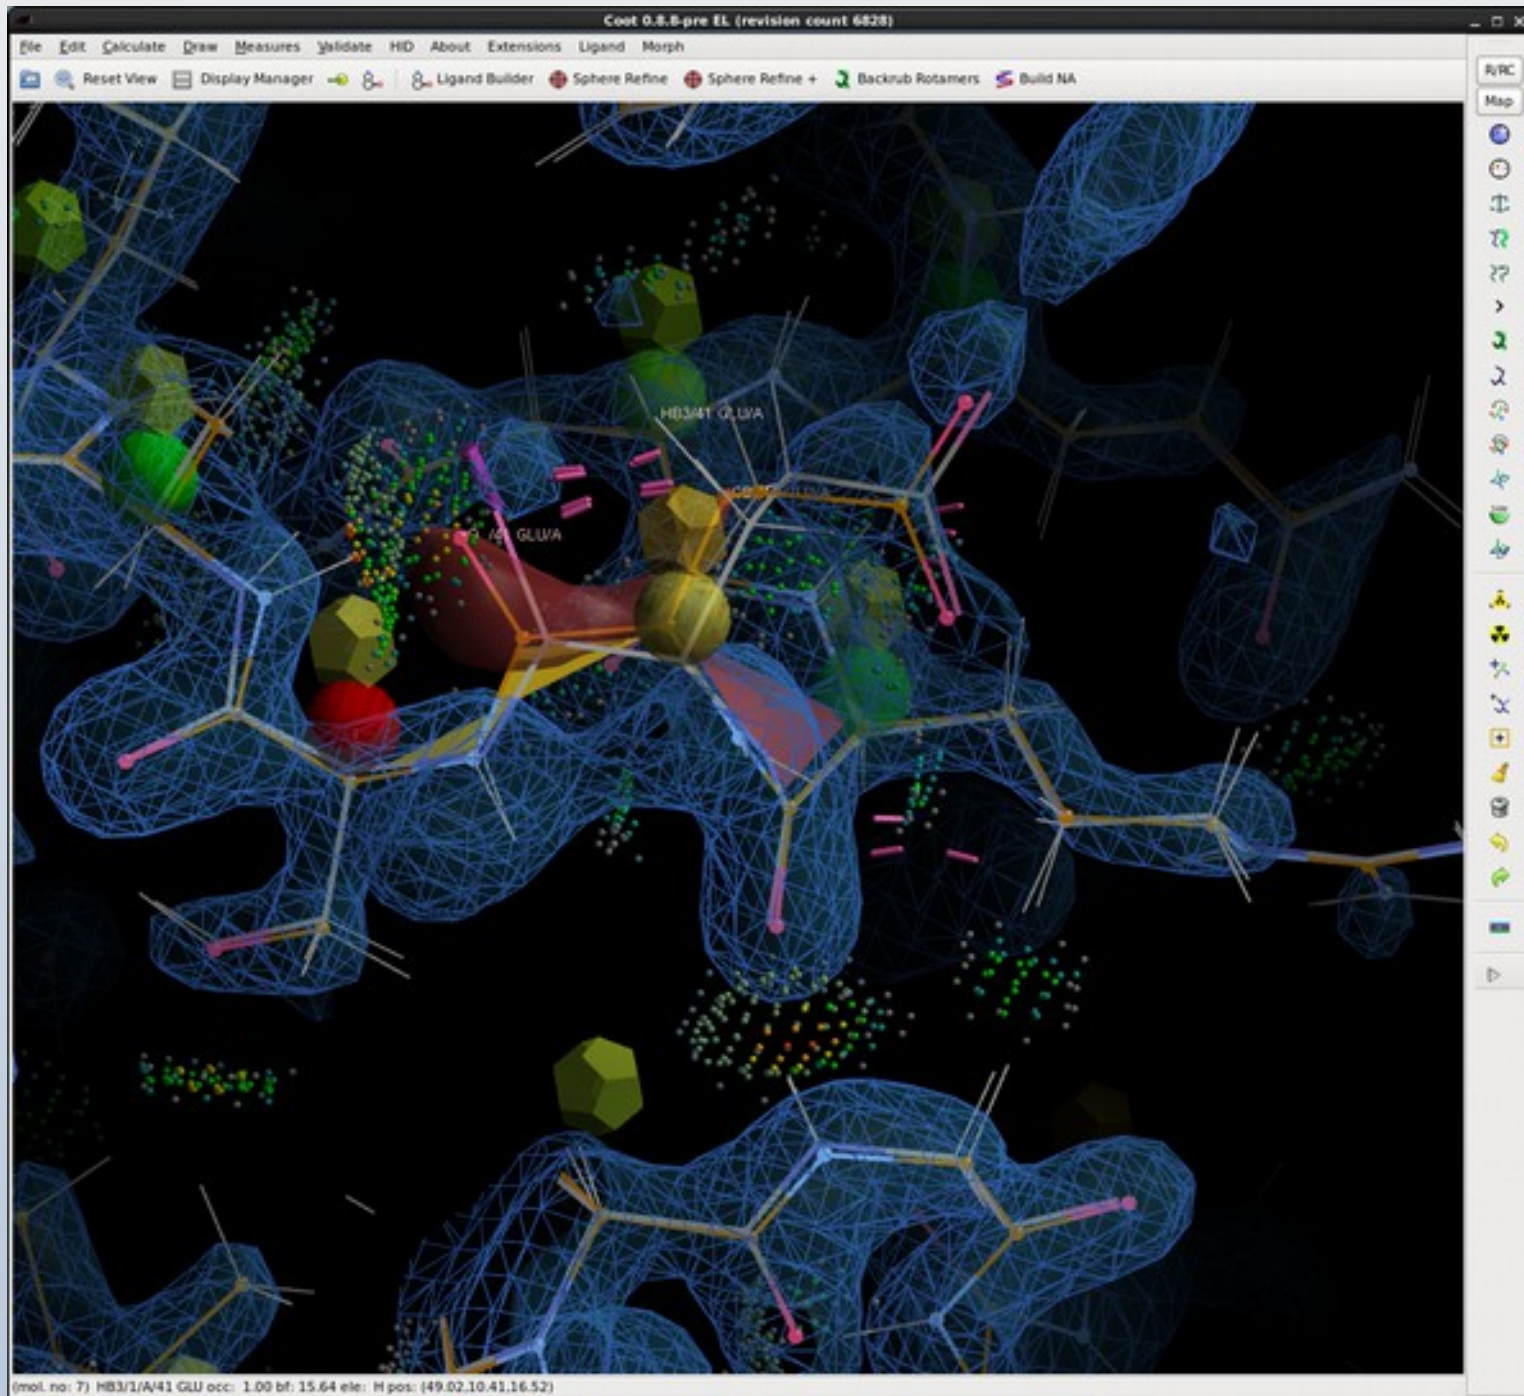 Coot 0.8.8-pre EL (revision count 6828)
File Edit Calculate Draw Measures Validate HID About Extensions Ligand Morph
Reset View Display Manager Ligand Builder Sphere Refine Sphere Refine + Backrub Rotamers Build NA
R/RC
Map
HB3/41 GLU/A
/41 GLU/A
(mol. no: 7) HB3/1/A/41 GLU occ: 1.00 bf: 15.64 ele: H pos: (49.02,10.41,16.52)